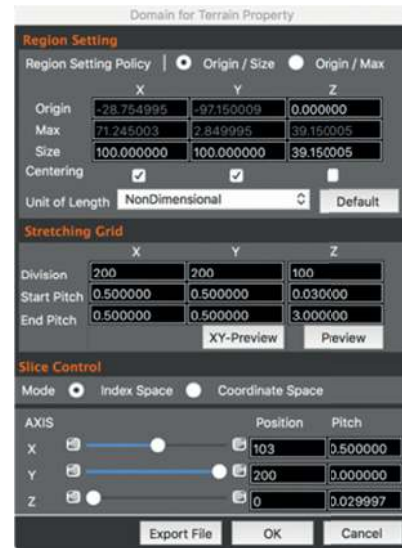 Domain for Terrain Property
Region Setting
Region Setting Policy | Origin / Size Origin / Max
X Y Z
Origin -28.754995 -97.150009 0.000000
Max 71.245003 2.849995 39.150005
Size 100.000000 100.000000 39.150005
Centering
Unit of Length NonDimensional Default
Stretching Grid
X Y Z
Division 200 200 100
Start Pitch 0.500000 0.500000 0.030000
End Pitch 0.500000 0.500000 3.000000
XY-Preview Preview
Slice Control
Mode Index Space Coordinate Space
AXIS Position Pitch
X 103 0.500000
Y 200 0.000000
Z 0 0.029997
Export File OK Cancel